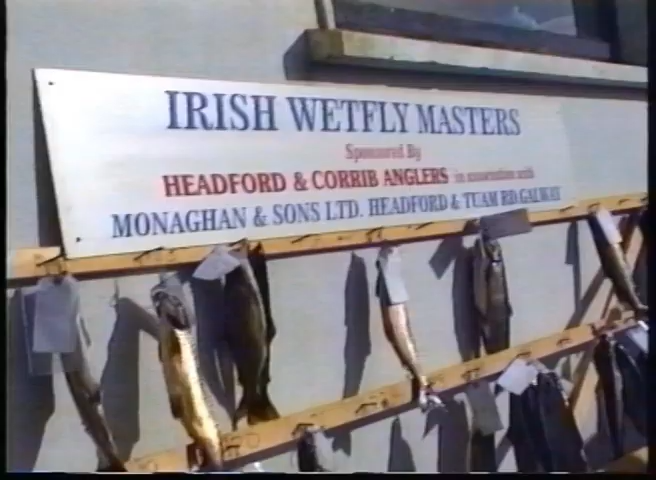 IRISH WETFLY MASTERS
Sponsored By
HEADFORD & CORRIB ANGLERS in association with
MONAGHAN & SONS LTD. HEADFORD & TUAM RD. GALWAY